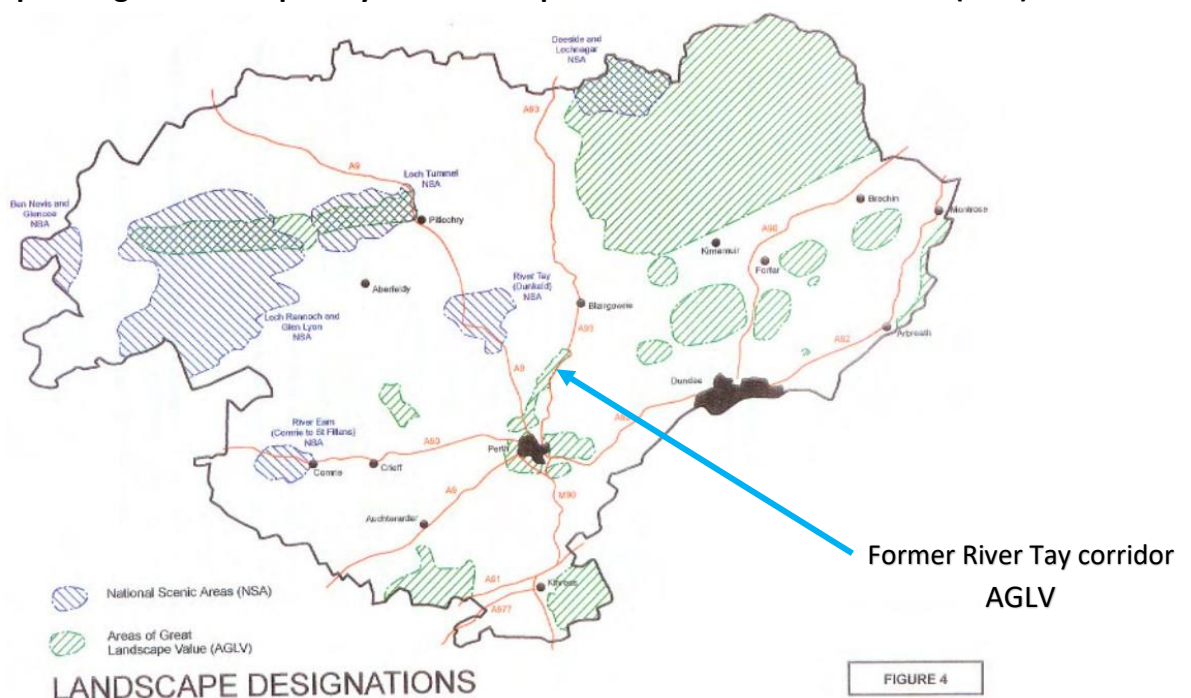 Deeside and
Lochnagar
NSA
A93
A9
Loch Tummel
NSA
Pitlochry
Ben Nevis and
Glencoe
NSA
Brechin
Montrose
A90
Kirriemuir
Forfar
River Tay
(Dunkeld)
NSA
Aberfeldy
Blairgowrie
A93
Loch Rannoch and
Glen Lyon
NSA
A92
Arbroath
A9
Dundee
River Earn
(Comrie to St Fillans)
NSA
Perth
Comrie
Crieff
A9
M90
Auchterarder
Former River Tay corridor
AGLV
A91
Kinross
A977
National Scenic Areas (NSA)
Areas of Great
Landscape Value (AGLV)
LANDSCAPE DESIGNATIONS
FIGURE 4